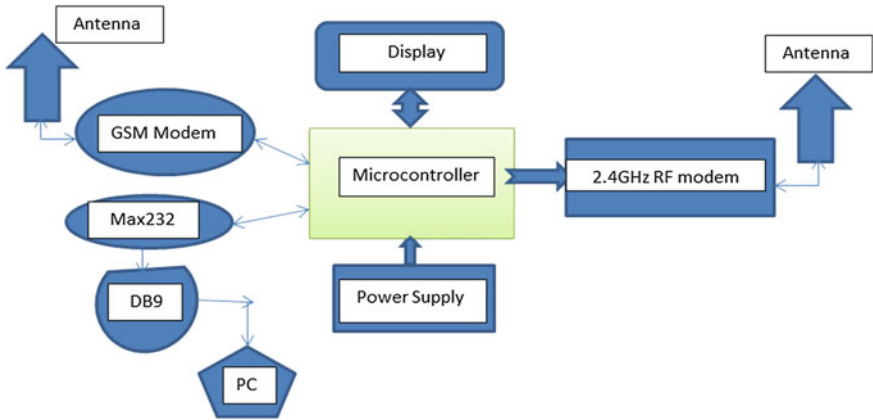 Antenna
Display
Antenna
GSM Modem
Microcontroller
2.4GHz RF modem
Max232
DB9
Power Supply
PC